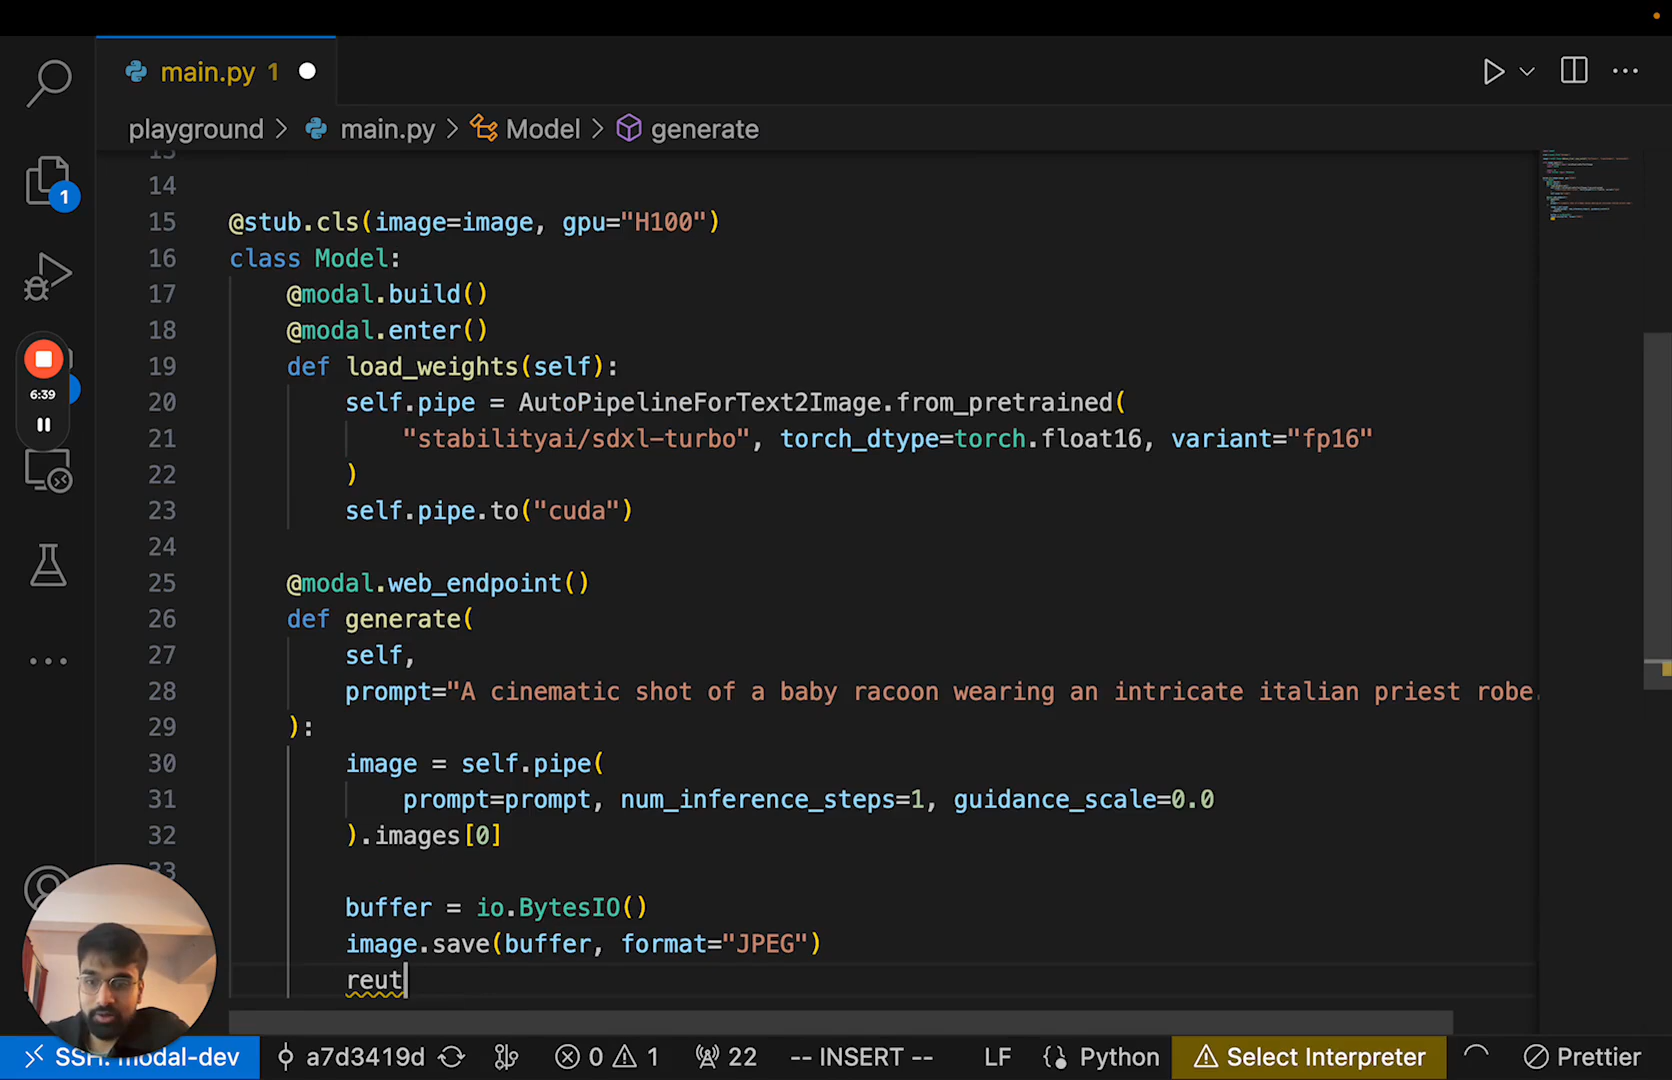 main.py 1
playground > main.py > Model > generate
1
13
14
15 @stub.cls(image=image, gpu="H100")
16 class Model:
17 @modal.build()
18 @modal.enter()
19 def load_weights(self):
20 self.pipe = AutoPipelineForText2Image.from_pretrained(
21 "stabilityai/sdxl-turbo", torch_dtype=torch.float16, variant="fp16"
22 )
23 self.pipe.to("cuda")
24
25 @modal.web_endpoint()
26 def generate(
27 self,
28 prompt="A cinematic shot of a baby racoon wearing an intricate italian priest robe.
29 ):
30 image = self.pipe(
31 prompt=prompt, num_inference_steps=1, guidance_scale=0.0
32 ).images[0]
33
buffer = io.BytesIO()
image.save(buffer, format="JPEG")
reut
6:39
SSH: modal-dev a7d3419d 0 1 22 -- INSERT -- LF Python Select Interpreter Prettier